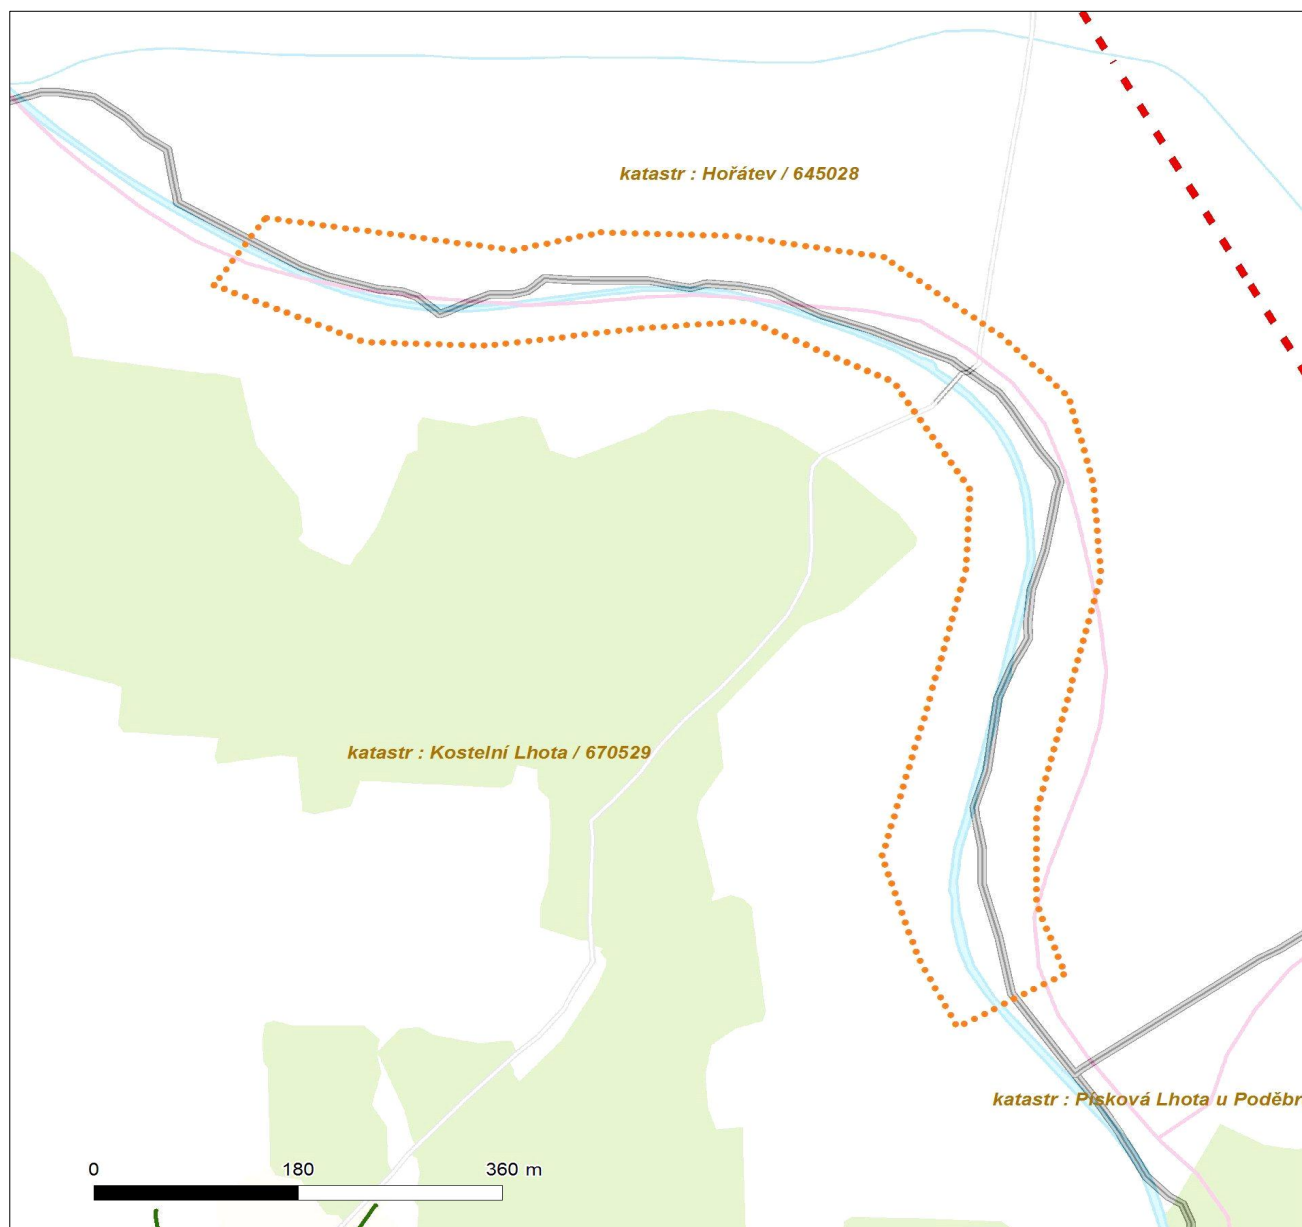 katastr : Hořátev / 645028
katastr : Kostelní Lhota / 670529
katastr : Písková Lhota u Poděbr
0 180 360 m